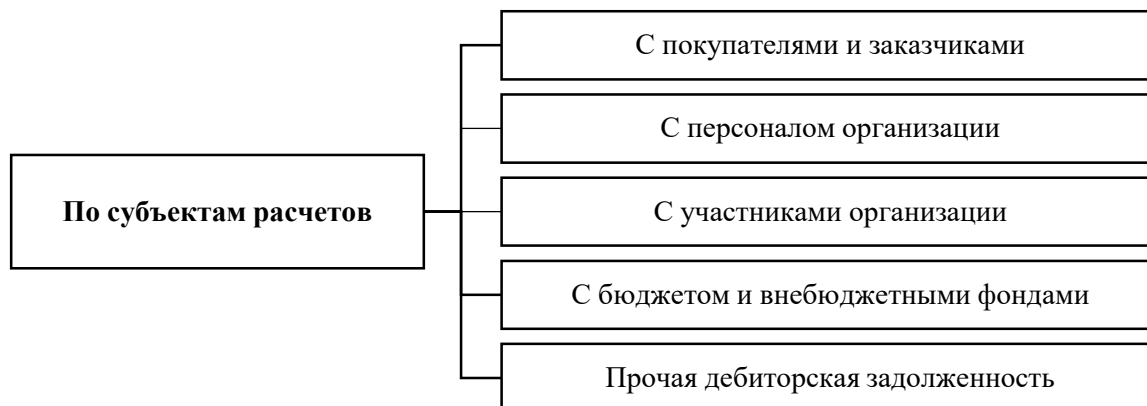 По субъектам расчетов
С покупателями и заказчиками
С персоналом организации
С участниками организации
С бюджетом и внебюджетными фондами
Прочая дебиторская задолженность